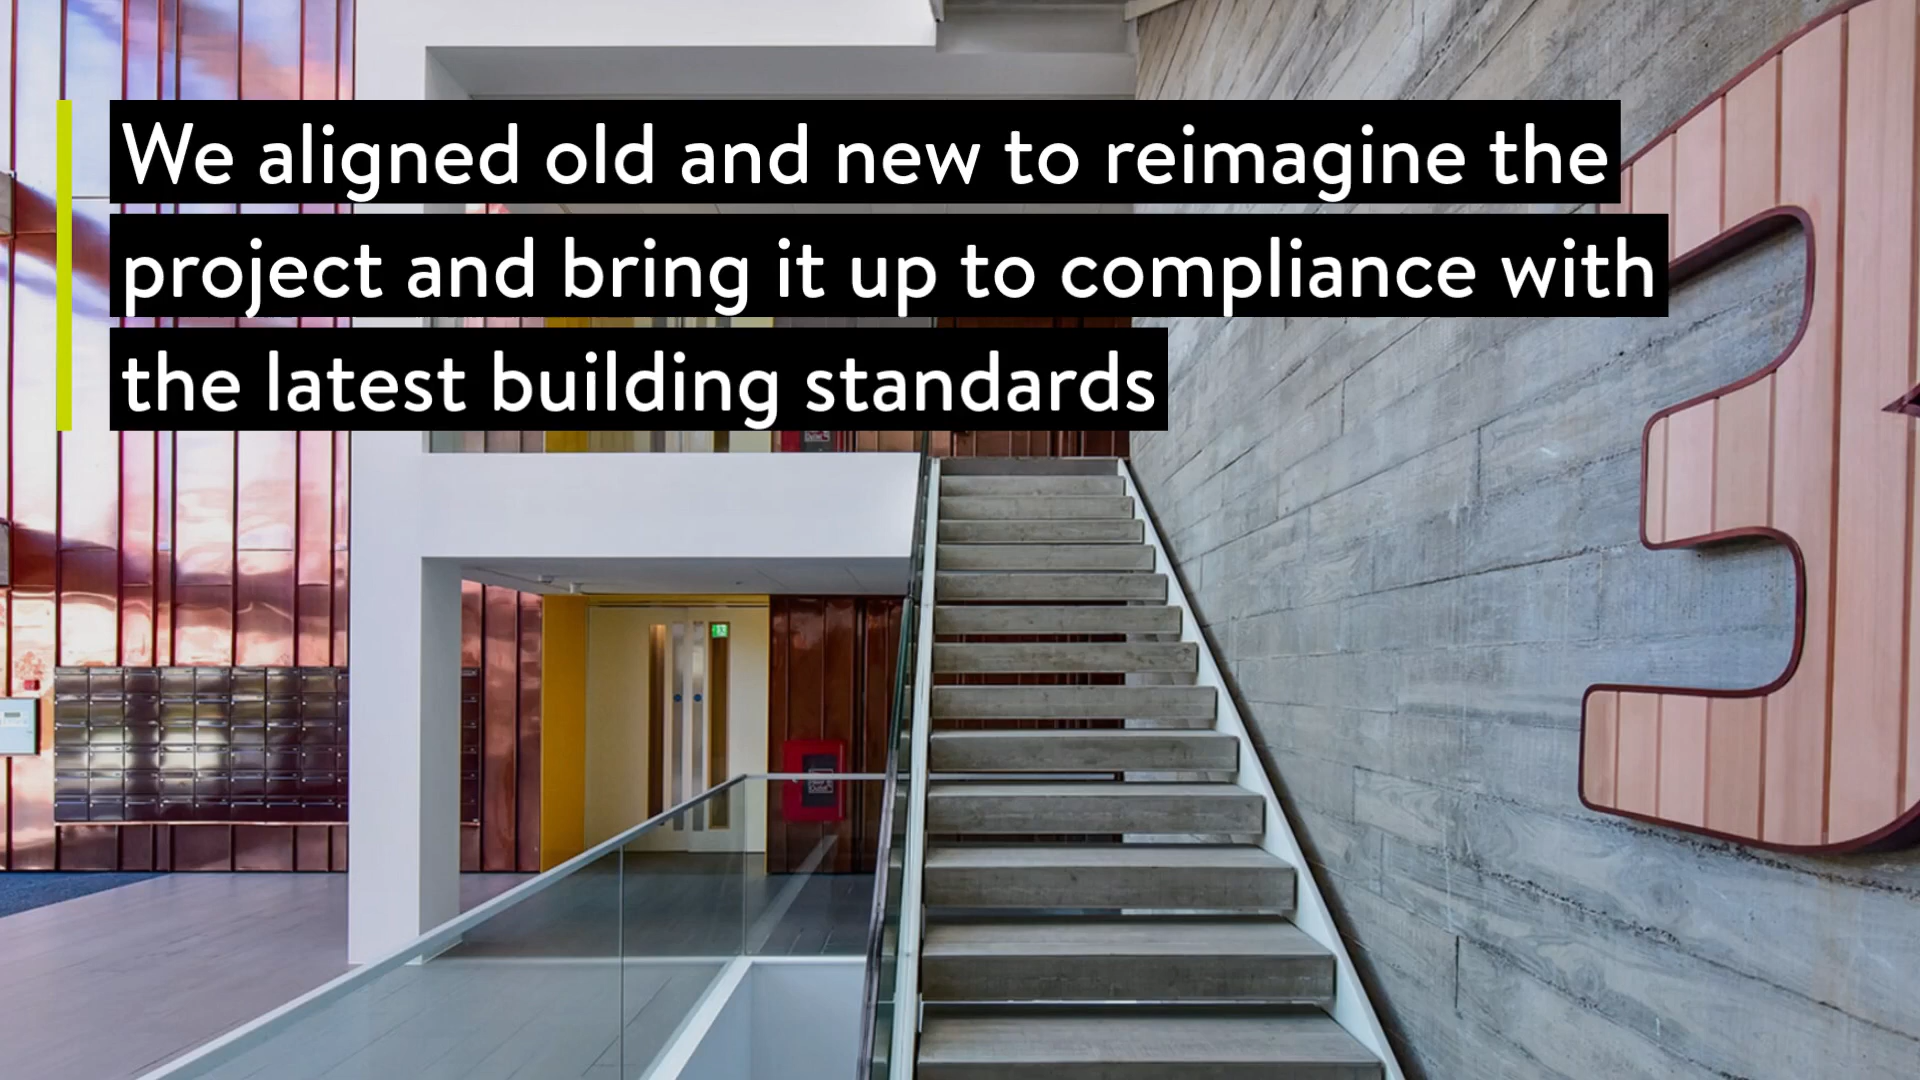 We aligned old and new to reimagine the
project and bring it up to compliance with
the latest building standards
3